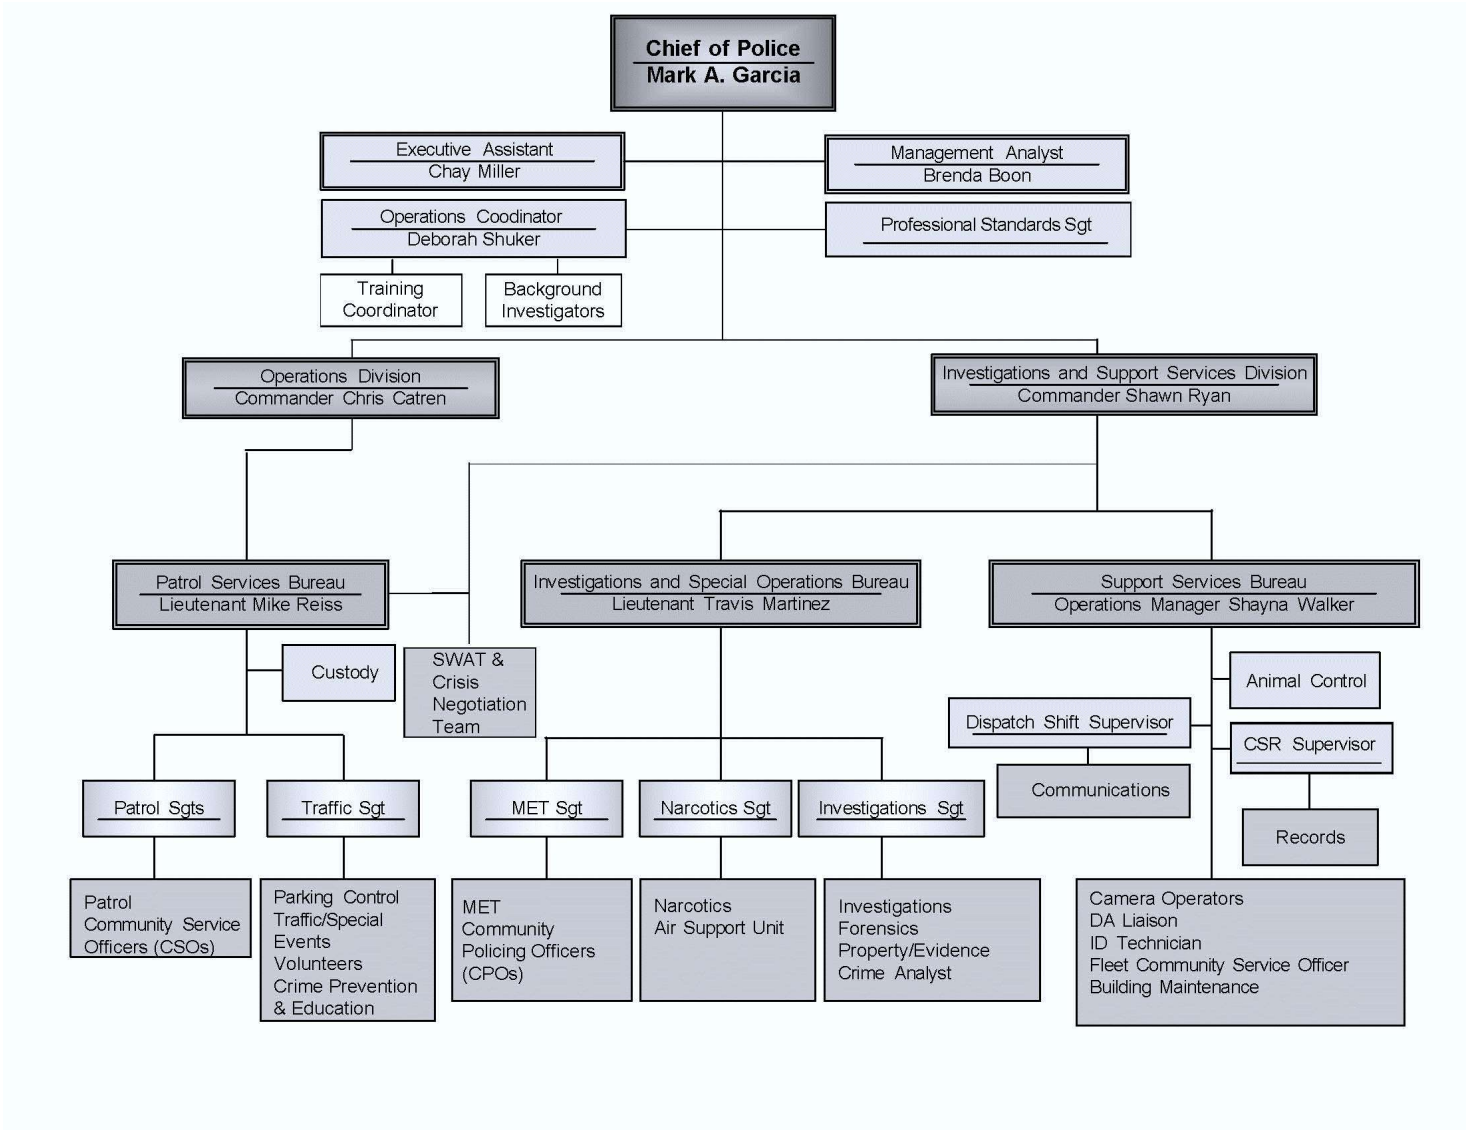 Chief of Police
Mark A. Garcia
Executive Assistant
Chay Miller
Management Analyst
Brenda Boon
Operations Coodinator
Deborah Shuker
Professional Standards Sgt
Training
Coordinator
Background
Investigators
Operations Division
Commander Chris Catren
Investigations and Support Services Division
Commander Shawn Ryan
Patrol Services Bureau
Lieutenant Mike Reiss
Investigations and Special Operations Bureau
Lieutenant Travis Martinez
Support Services Bureau
Operations Manager Shayna Walker
Custody
SWAT &
Crisis
Negotiation
Team
Animal Control
Dispatch Shift Supervisor
CSR Supervisor
Communications
Records
Patrol Sgts
Traffic Sgt
MET Sgt
Narcotics Sgt
Investigations Sgt
Patrol
Community Service
Officers (CSOs)
Parking Control
Traffic/Special
Events
Volunteers
Crime Prevention
& Education
MET
Community
Policing Officers
(CPOs)
Narcotics
Air Support Unit
Investigations
Forensics
Property/Evidence
Crime Analyst
Camera Operators
DA Liaison
ID Technician
Fleet Community Service Officer
Building Maintenance